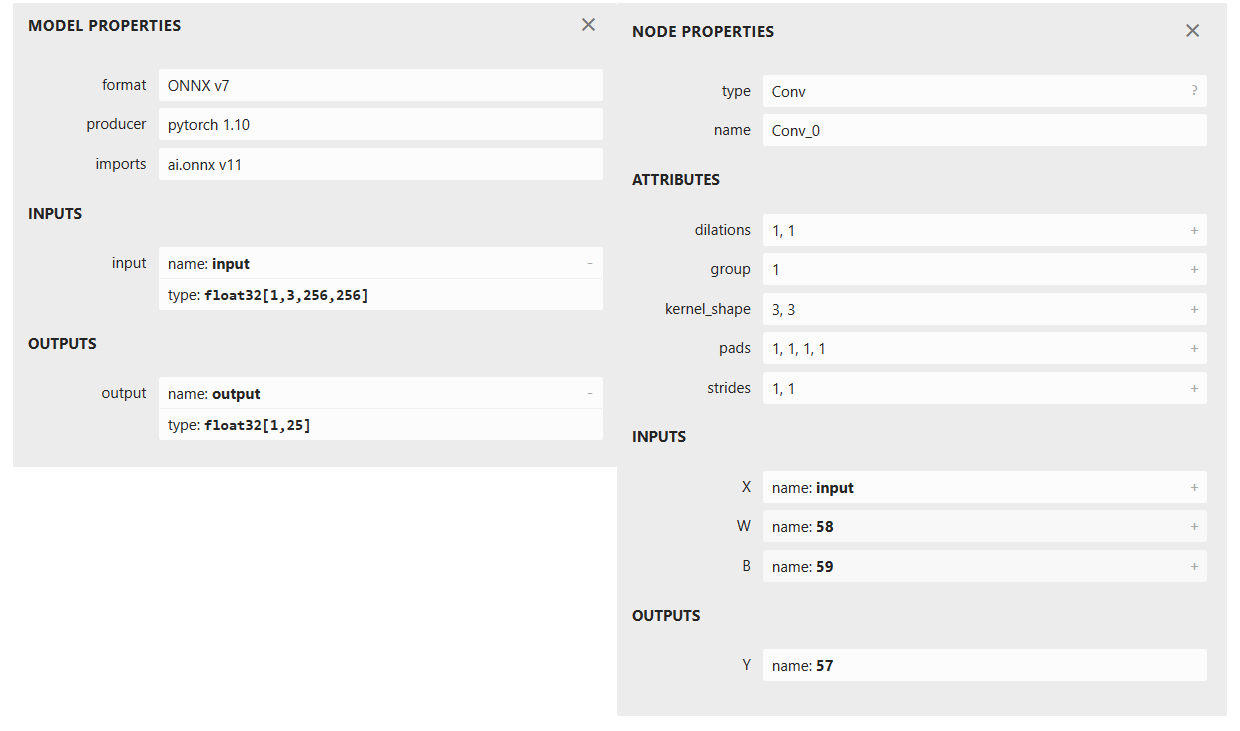 MODEL PROPERTIES ✕
format ONNX v7
producer pytorch 1.10
imports ai.onnx v11
INPUTS
input name: input -
type: float32[1,3,256,256]
OUTPUTS
output name: output -
type: float32[1,25]
NODE PROPERTIES ✕
type Conv ?
name Conv_0
ATTRIBUTES
dilations 1, 1 +
group 1 +
kernel_shape 3, 3 +
pads 1, 1, 1, 1 +
strides 1, 1 +
INPUTS
X name: input +
W name: 58 +
B name: 59 +
OUTPUTS
Y name: 57